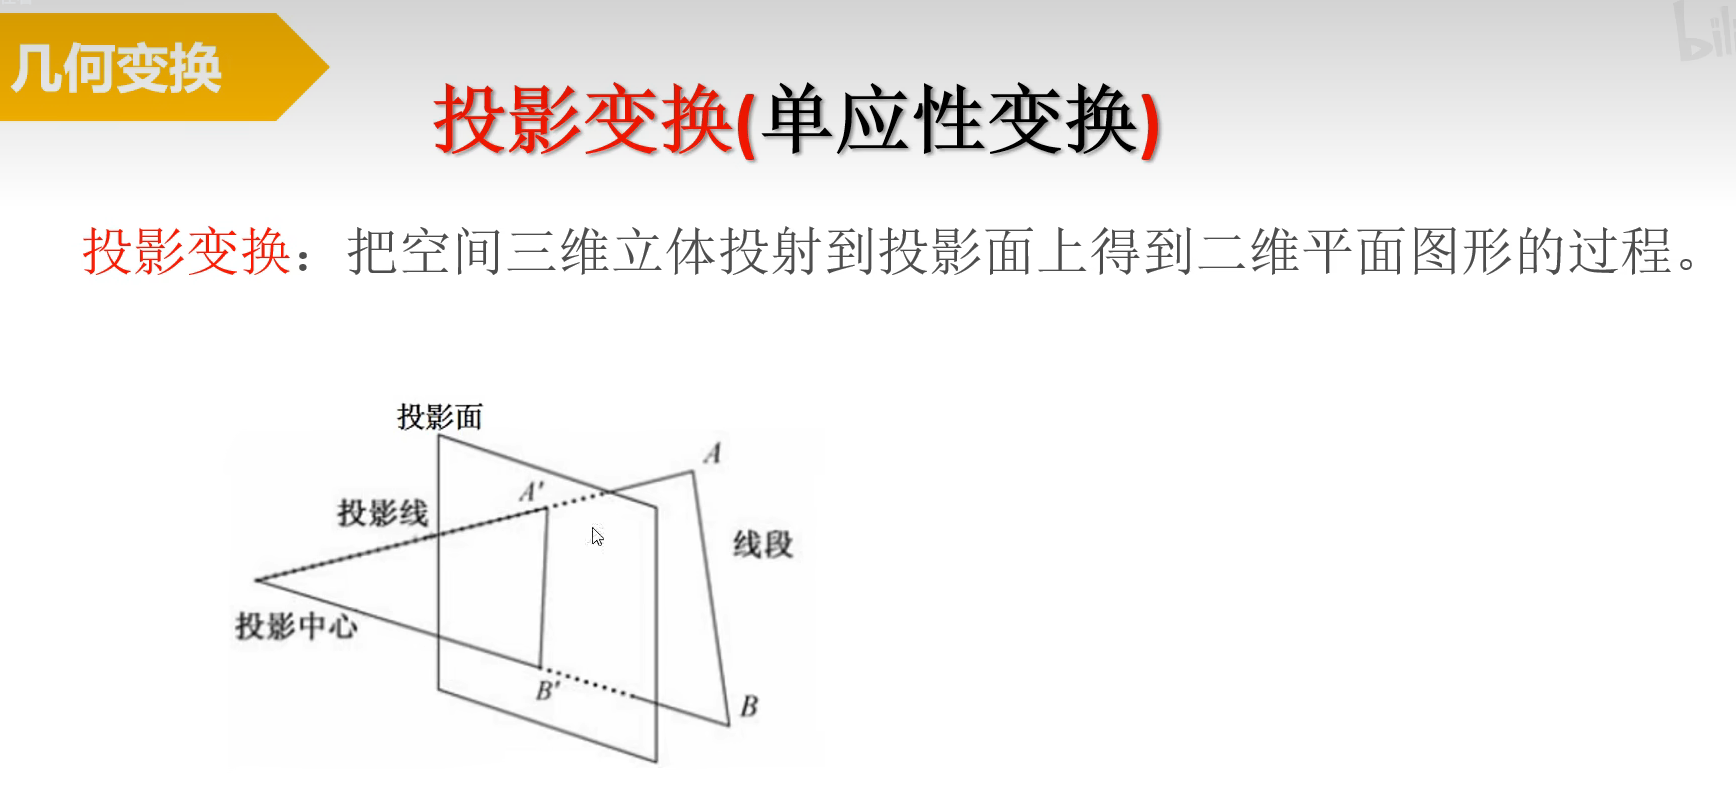 几何变换
投影变换(单应性变换)
投影变换：把空间三维立体投射到投影面上得到二维平面图形的过程。
投影面
A
A'
投影线
线段
投影中心
B'
B